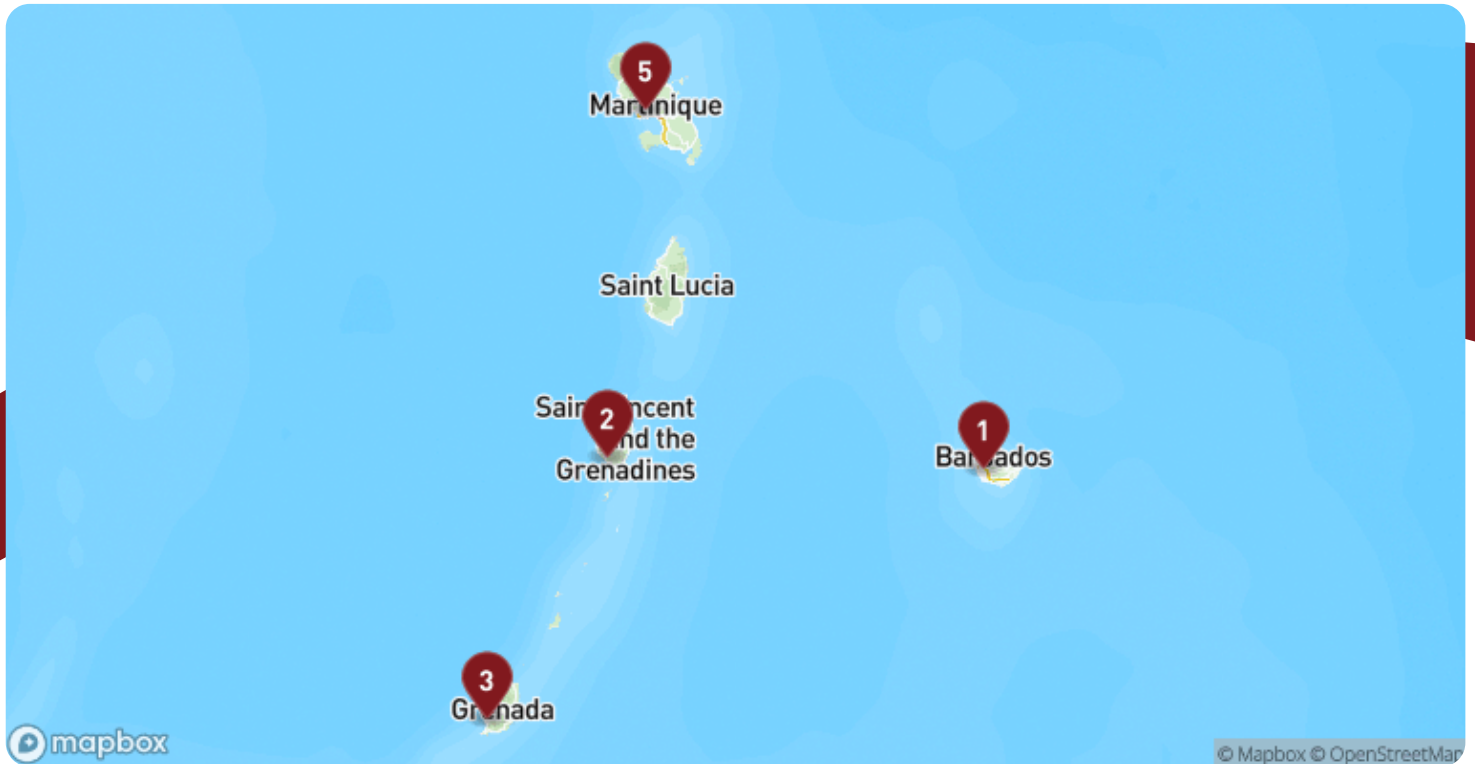 5
Martinique
Saint Lucia
2
Saint Vincent
and the
Grenadines
1
Barbados
3
Grenada
mapbox
© Mapbox © OpenStreetMap